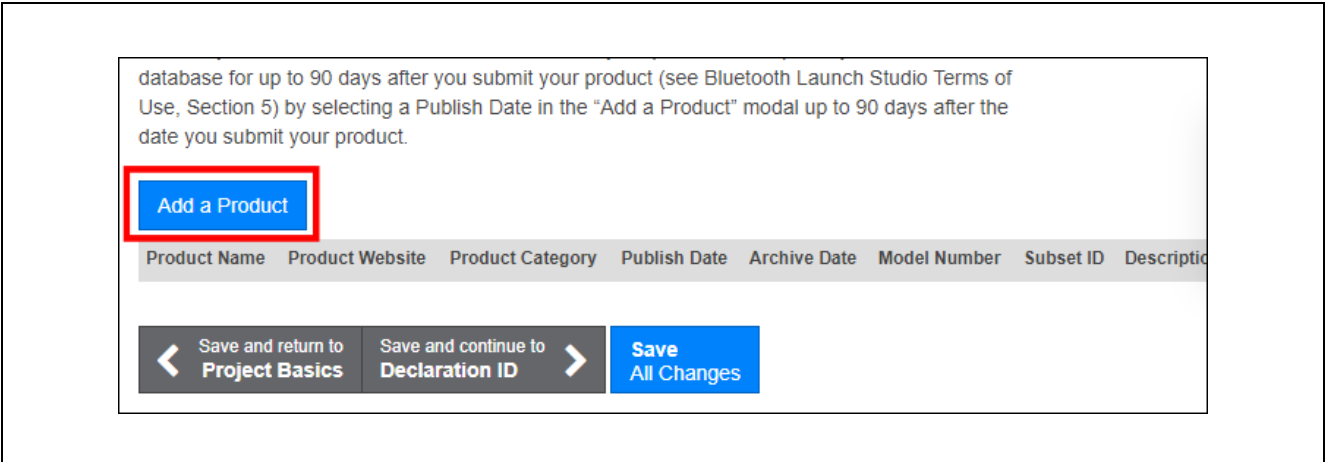 database for up to 90 days after you submit your product (see Bluetooth Launch Studio Terms of
Use, Section 5) by selecting a Publish Date in the “Add a Product” modal up to 90 days after the
date you submit your product.
Add a Product
Product Name Product Website Product Category Publish Date Archive Date Model Number Subset ID Descriptio
Save and return to
Project Basics
Save and continue to
Declaration ID
Save
All Changes